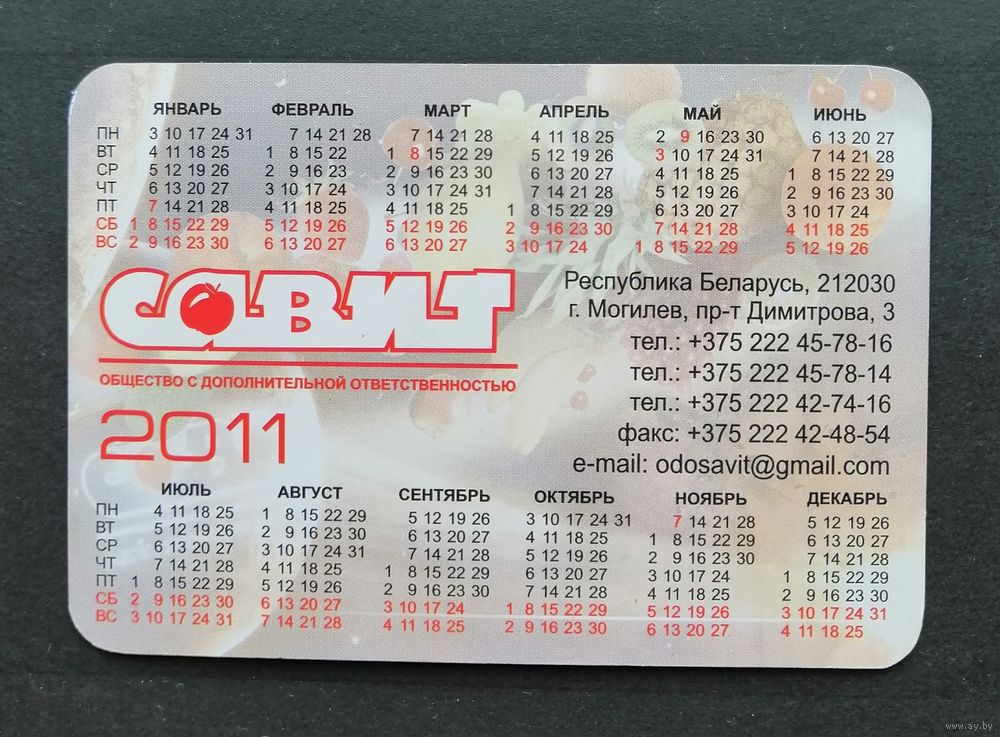 ЯНВАРЬ ФЕВРАЛЬ МАРТ АПРЕЛЬ МАЙ ИЮНЬ
ПН 3 10 17 24 31 7 14 21 28 7 14 21 28 4 11 18 25 2 9 16 23 30 6 13 20 27
ВТ 4 11 18 25 1 8 15 22 1 8 15 22 29 5 12 19 26 3 10 17 24 31 7 14 21 28
СР 5 12 19 26 2 9 16 23 2 9 16 23 30 6 13 20 27 4 11 18 25 1 8 15 22 29
ЧТ 6 13 20 27 3 10 17 24 3 10 17 24 31 7 14 21 28 5 12 19 26 2 9 16 23 30
ПТ 7 14 21 28 4 11 18 25 4 11 18 25 1 8 15 22 29 6 13 20 27 3 10 17 24
СБ 1 8 15 22 29 5 12 19 26 5 12 19 26 2 9 16 23 30 7 14 21 28 4 11 18 25
ВС 2 9 16 23 30 6 13 20 27 6 13 20 27 3 10 17 24 1 8 15 22 29 5 12 19 26
САВИТ
ОБЩЕСТВО С ДОПОЛНИТЕЛЬНОЙ ОТВЕТСТВЕННОСТЬЮ
2011
Республика Беларусь, 212030
г. Могилев, пр-т Димитрова, 3
тел.: +375 222 45-78-16
тел.: +375 222 45-78-14
тел.: +375 222 42-74-16
факс: +375 222 42-48-54
e-mail: odosavit@gmail.com
ИЮЛЬ АВГУСТ СЕНТЯБРЬ ОКТЯБРЬ НОЯБРЬ ДЕКАБРЬ
ПН 4 11 18 25 1 8 15 22 29 5 12 19 26 3 10 17 24 31 7 14 21 28 5 12 19 26
ВТ 5 12 19 26 2 9 16 23 30 6 13 20 27 4 11 18 25 1 8 15 22 29 6 13 20 27
СР 6 13 20 27 3 10 17 24 31 7 14 21 28 5 12 19 26 2 9 16 23 30 7 14 21 28
ЧТ 7 14 21 28 4 11 18 25 1 8 15 22 29 6 13 20 27 3 10 17 24 1 8 15 22 29
ПТ 1 8 15 22 29 5 12 19 26 2 9 16 23 30 7 14 21 28 4 11 18 25 2 9 16 23 30
СБ 2 9 16 23 30 6 13 20 27 3 10 17 24 1 8 15 22 29 5 12 19 26 3 10 17 24 31
ВС 3 10 17 24 31 7 14 21 28 4 11 18 25 2 9 16 23 30 6 13 20 27 4 11 18 25
www.ay.by